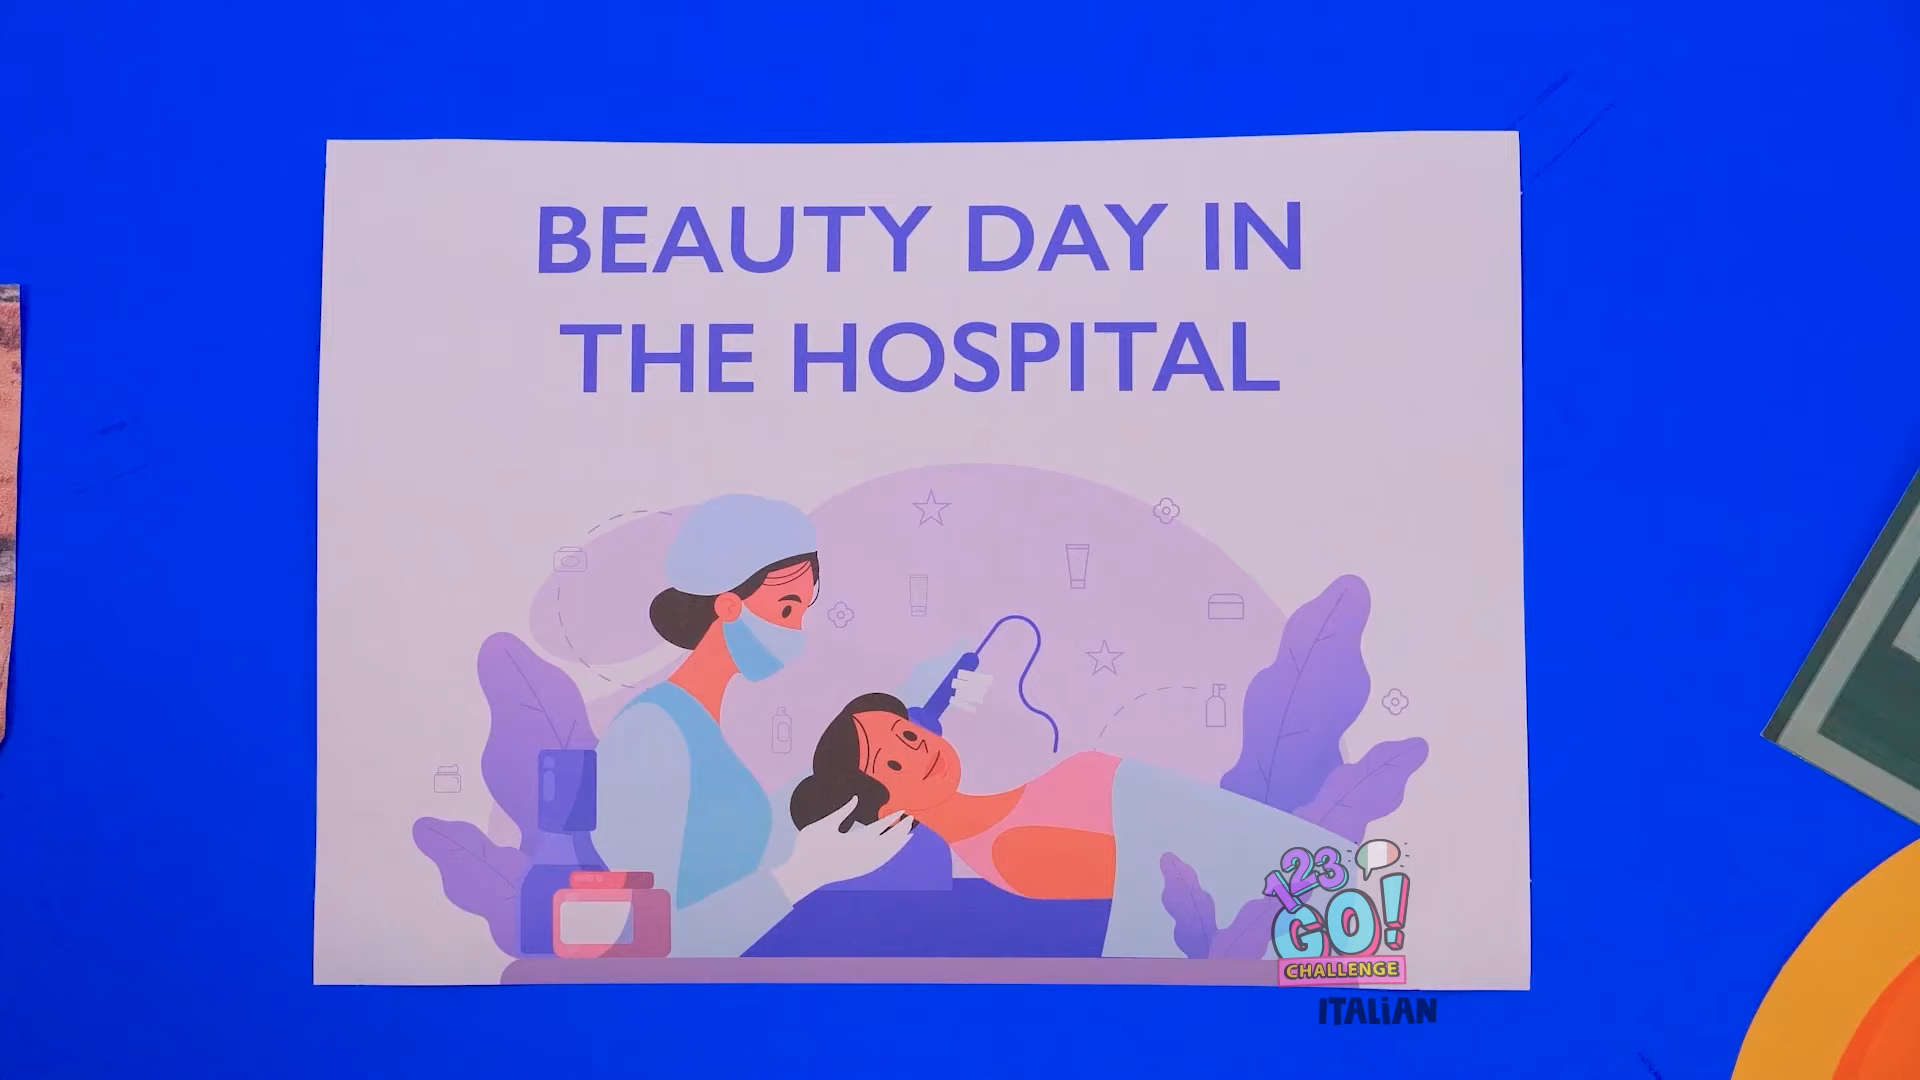 BEAUTY DAY IN
THE HOSPITAL
123
GO!
CHALLENGE
ITALIAN